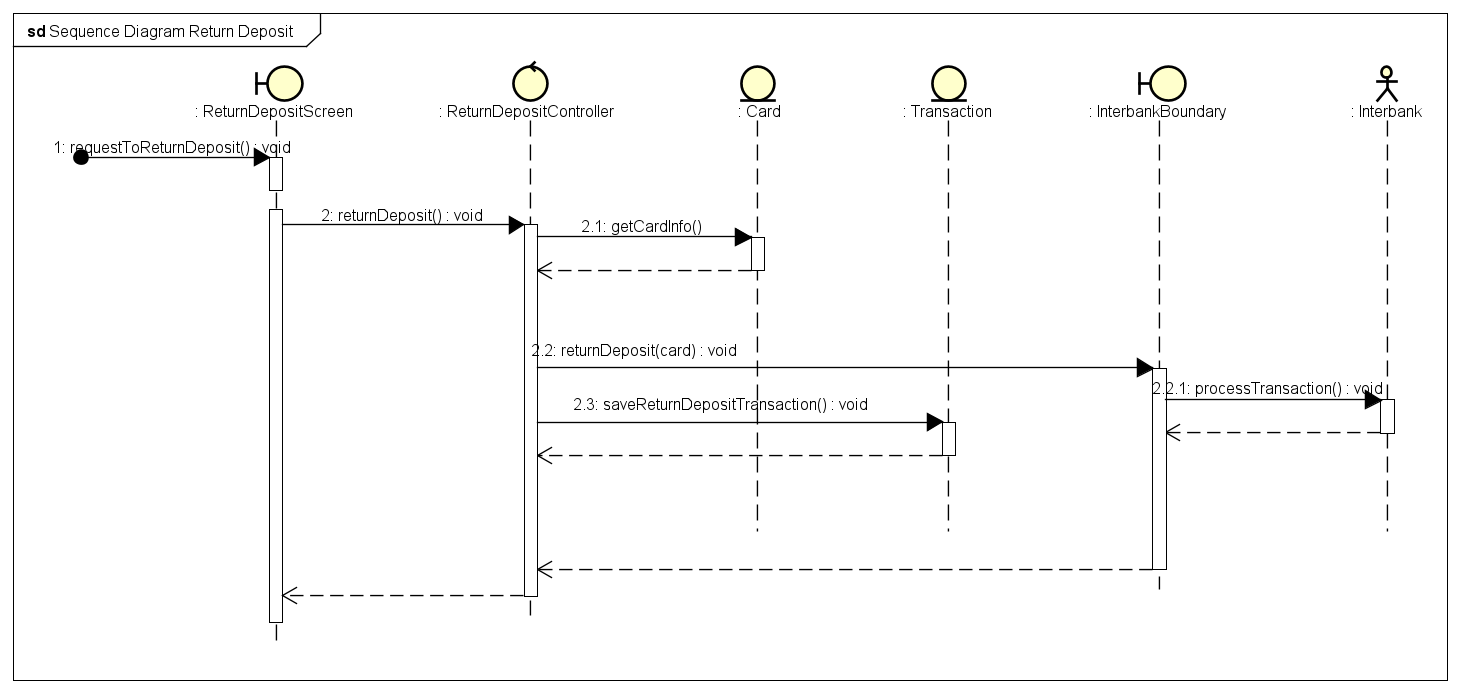 sd Sequence Diagram Return Deposit
: ReturnDepositScreen
: ReturnDepositController
: Card
: Transaction
: InterbankBoundary
: Interbank
1: requestToReturnDeposit() : void
2: returnDeposit() : void
2.1: getCardInfo()
2.2: returnDeposit(card) : void
2.2.1: processTransaction() : void
2.3: saveReturnDepositTransaction() : void